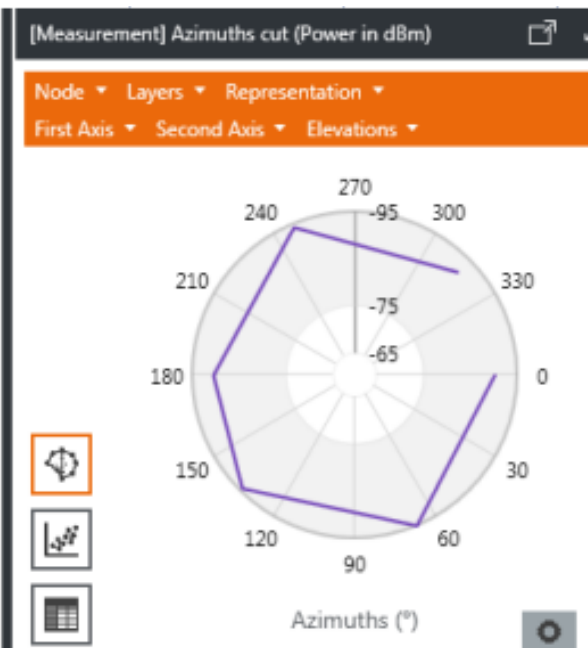 [Measurement] Azimuths cut (Power in dBm)
Node Layers Representation
First Axis Second Axis Elevations
270
240 -95 300
210 330
-75
-65
180 0
150 30
120 60
90
Azimuths (°)